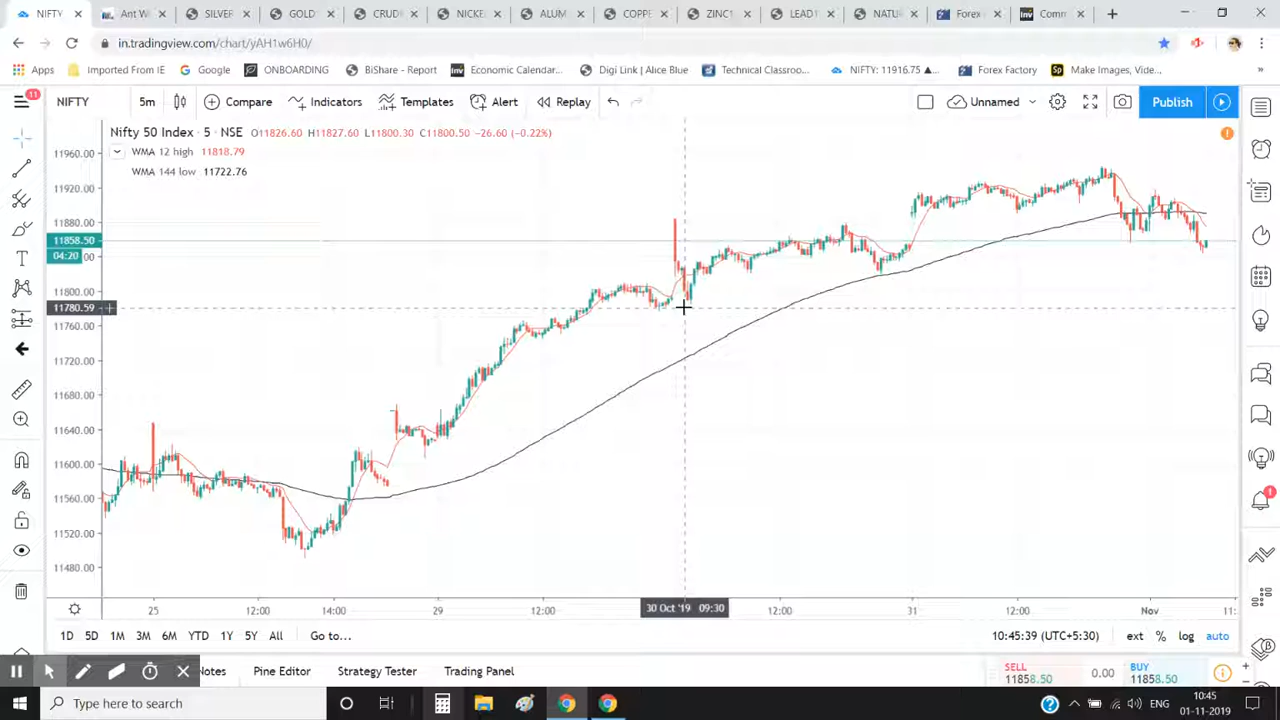 NIFTY
Ant W
SILVER
GOLD
CRUD
NICKE
ALUM
COPPE
ZINC1
LEAD1
NATU
Forex
Comm
in.tradingview.com/chart/yAH1w6H0/
Apps
Imported From IE
Google
ONBOARDING
BiShare - Report
Economic Calendar...
Digi Link | Alice Blue
Technical Classroo...
NIFTY: 11916.75 ▲...
Forex Factory
Make Images, Vide...
11
NIFTY
5m
Compare
Indicators
Templates
Alert
Replay
Unnamed
Publish
Nifty 50 Index · 5 · NSE O11826.60 H11827.60 L11800.30 C11800.50 -26.60 (-0.22%)
WMA 12 high 11818.79
WMA 144 low 11722.76
11960.00
11920.00
11880.00
11858.50
04:20
11800.00
11780.59
11760.00
11720.00
11680.00
11640.00
11600.00
11560.00
11520.00
11480.00
25
12:00
14:00
29
12:00
30 Oct '19 09:30
12:00
31
12:00
Nov
11:
1D 5D 1M 3M 6M YTD 1Y 5Y All Go to...
10:45:39 (UTC+5:30) ext % log auto
Notes
Pine Editor
Strategy Tester
Trading Panel
SELL
11858.50
0.00
BUY
11858.50
Type here to search
ENG
10:45
01-11-2019